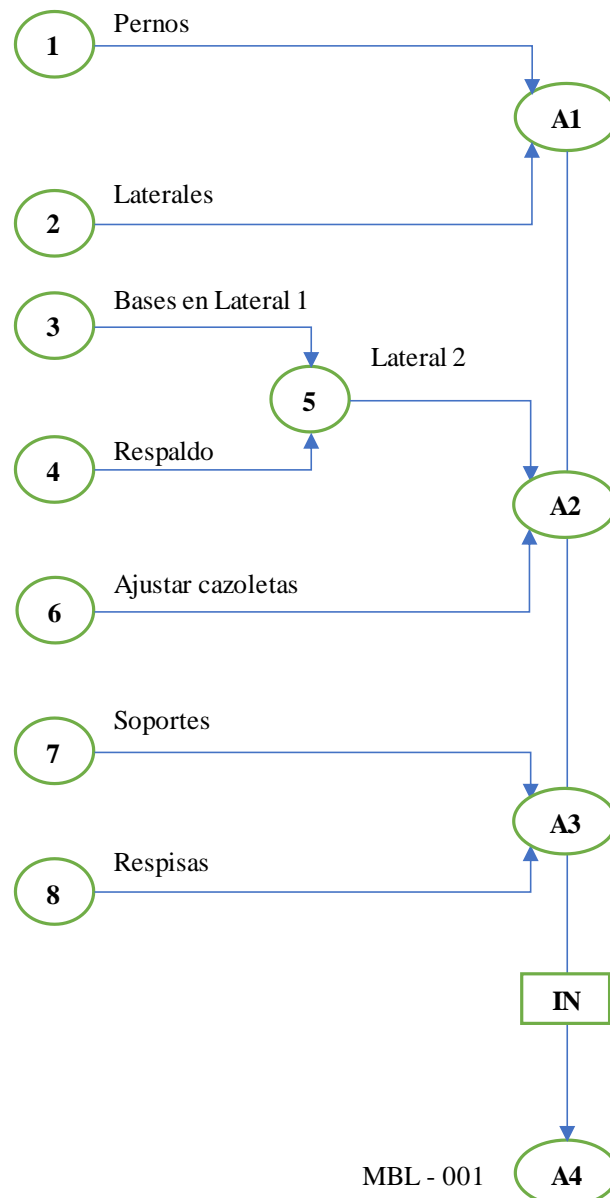 Pernos
1
A1
Laterales
2
Bases en Lateral 1
3
Lateral 2
5
Respaldo
4
A2
Ajustar cazoletas
6
Soportes
7
A3
Respisas
8
IN
MBL - 001
A4